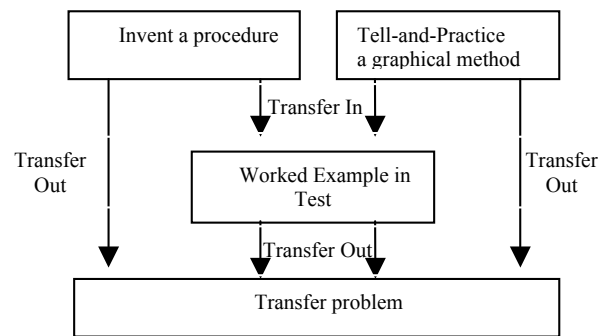 Invent a procedure
Tell-and-Practice
a graphical method
Transfer In
Transfer
Out
Transfer
Out
Worked Example in
Test
Transfer Out
Transfer problem